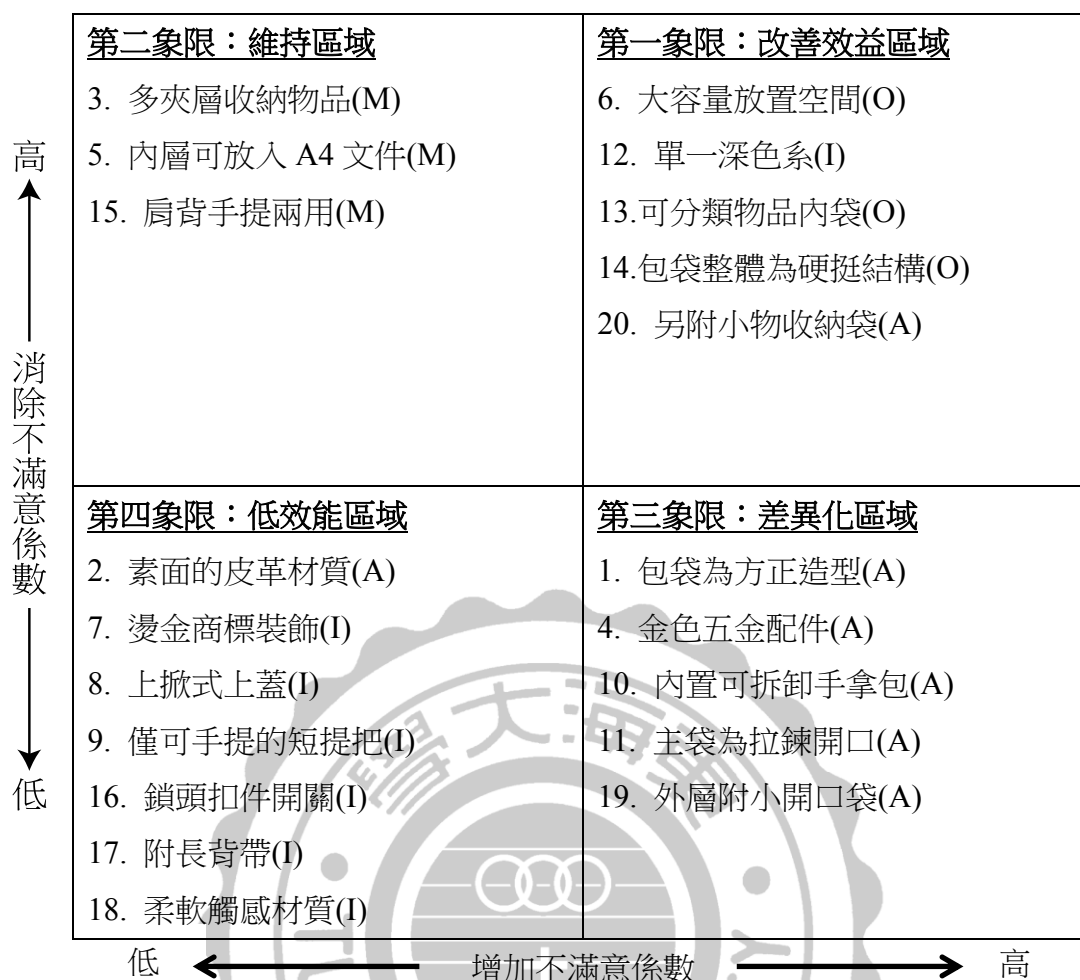 第二象限：維持區域
3. 多夾層收納物品(M)
5. 內層可放入 A4 文件(M)
15. 肩背手提兩用(M)
第一象限：改善效益區域
6. 大容量放置空間(O)
12. 單一深色系(I)
13.可分類物品內袋(O)
14.包袋整體為硬挺結構(O)
20. 另附小物收納袋(A)
高
消除不滿意係數
低
第四象限：低效能區域
2. 素面的皮革材質(A)
7. 燙金商標裝飾(I)
8. 上掀式上蓋(I)
9. 僅可手提的短提把(I)
16. 鎖頭扣件開關(I)
17. 附長背帶(I)
18. 柔軟觸感材質(I)
第三象限：差異化區域
1. 包袋為方正造型(A)
4. 金色五金配件(A)
10. 內置可拆卸手拿包(A)
11. 主袋為拉鍊開口(A)
19. 外層附小開口袋(A)
低
增加不滿意係數
高
學大海東